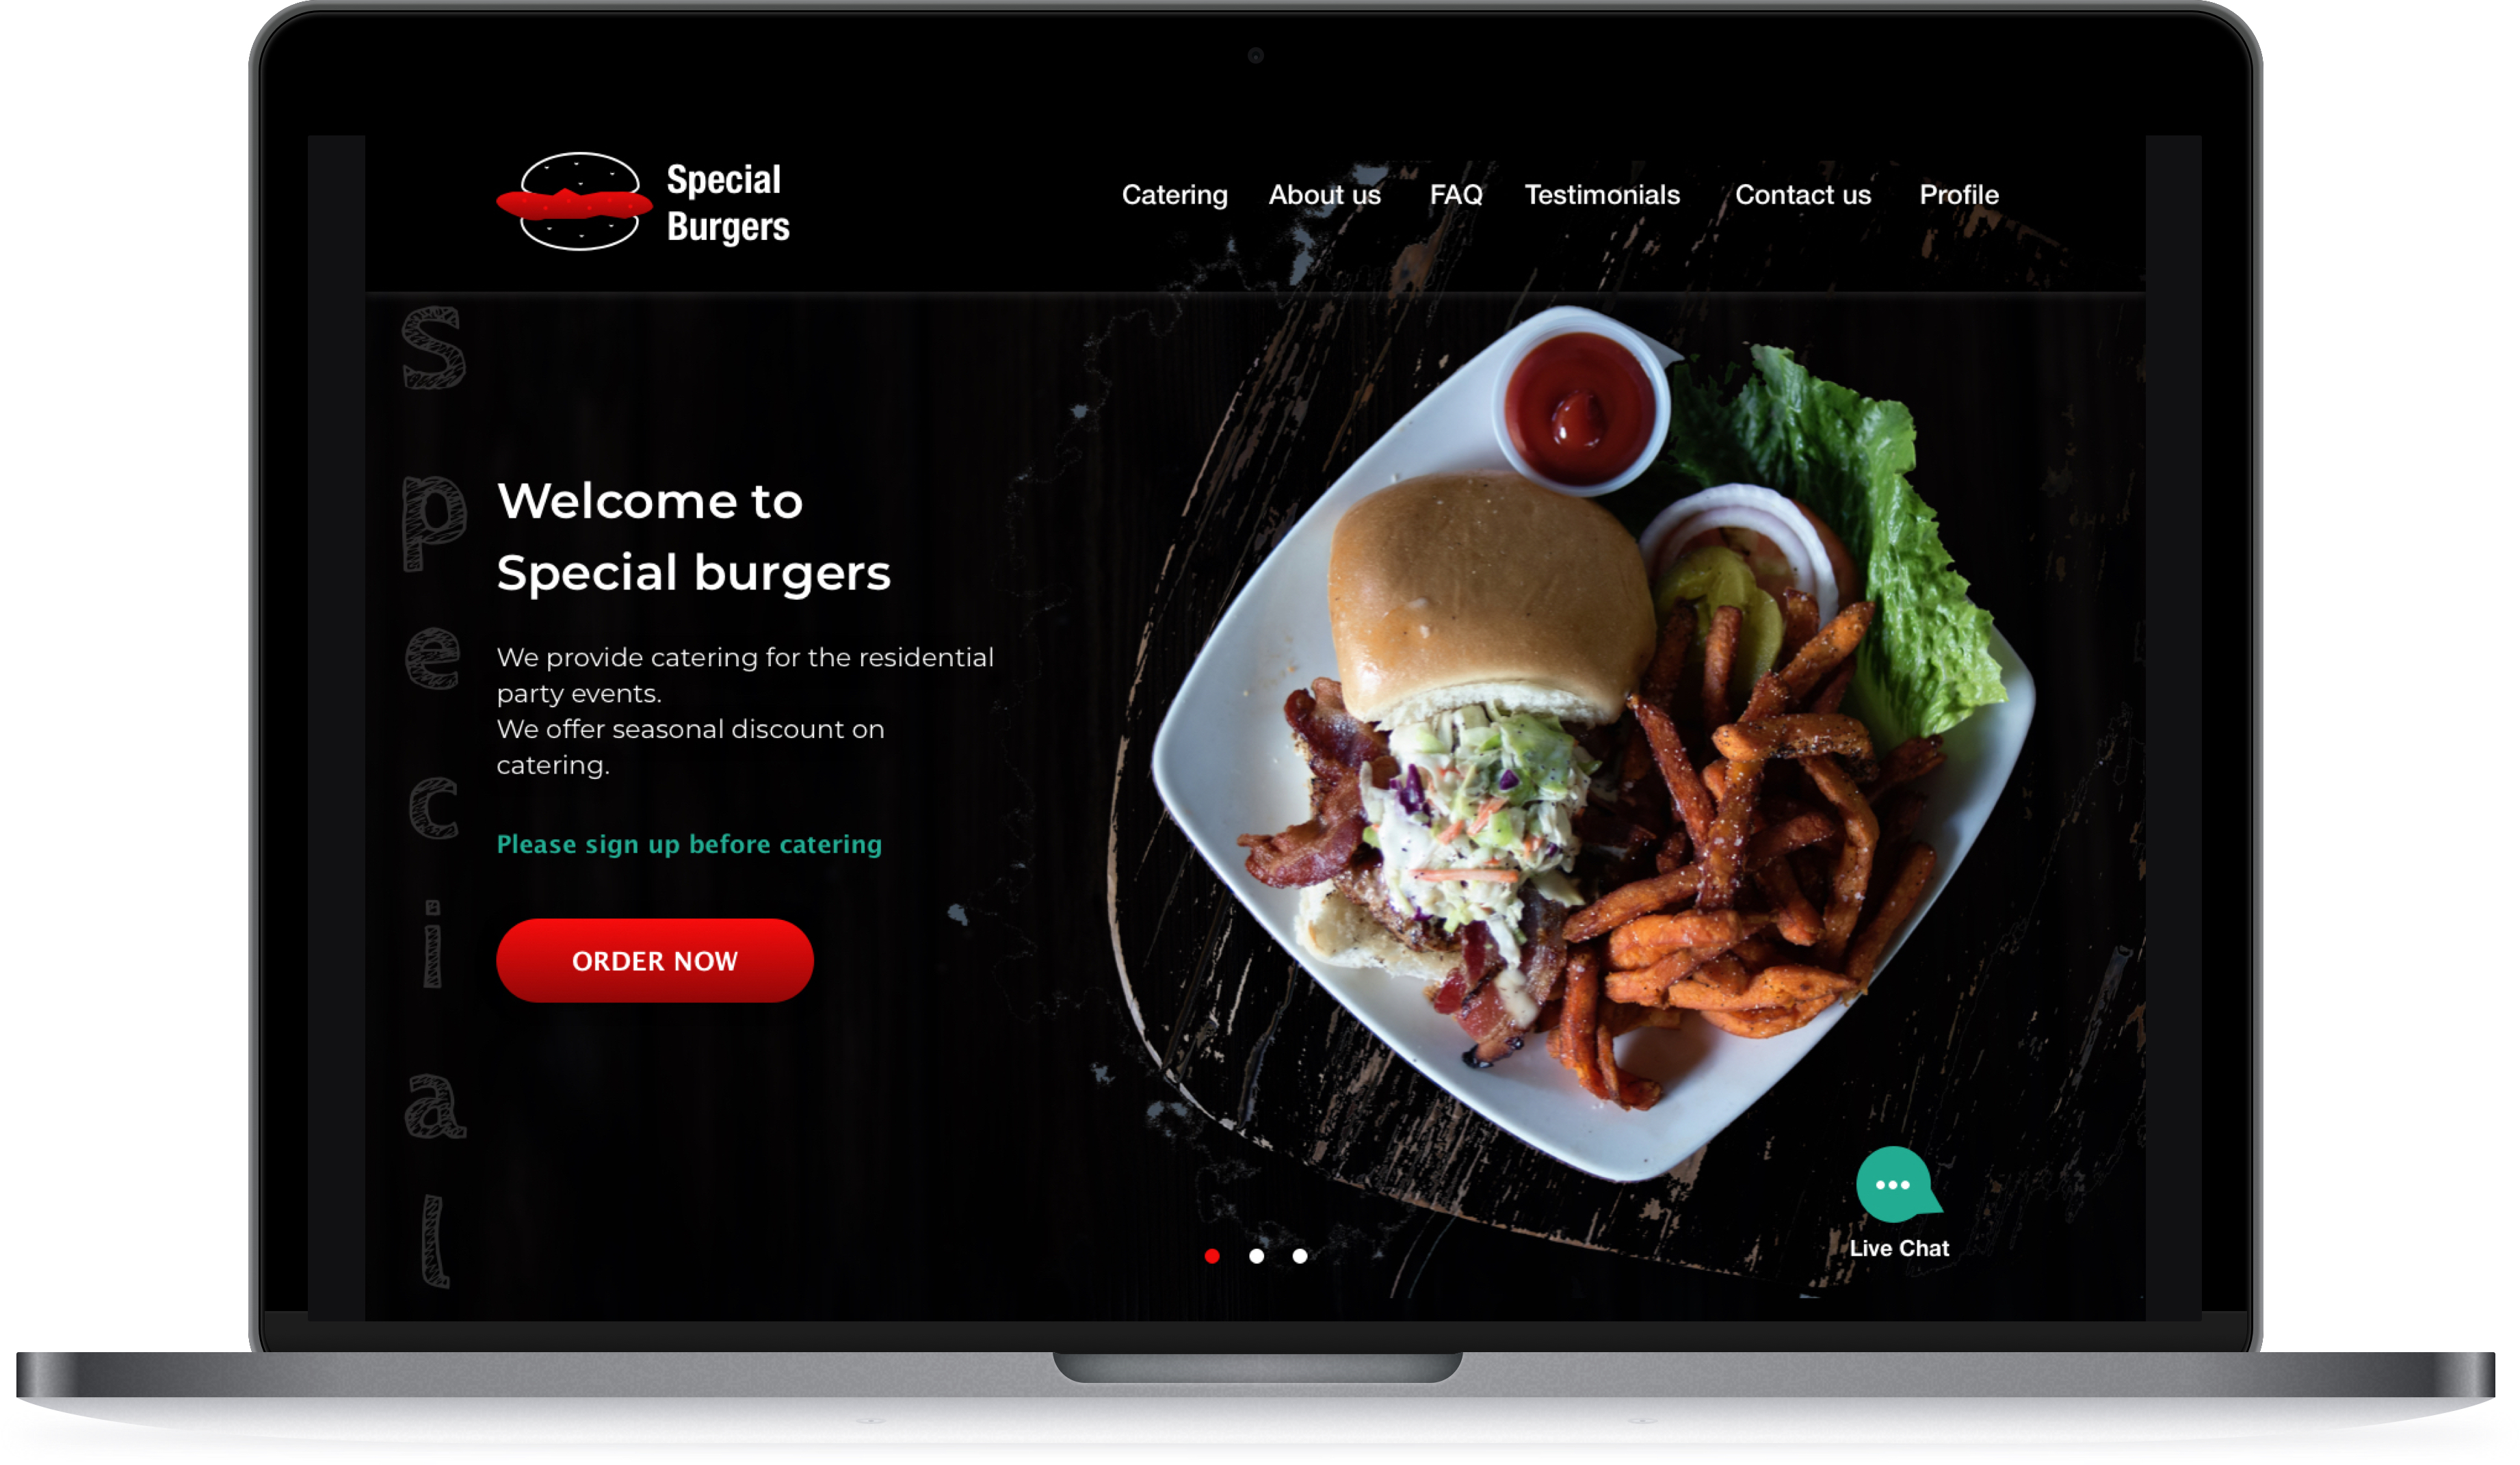 Special
Burgers
Catering About us FAQ Testimonials Contact us Profile
Special
Welcome to
Special burgers
We provide catering for the residential
party events.
We offer seasonal discount on
catering.
Please sign up before catering
ORDER NOW
Live Chat